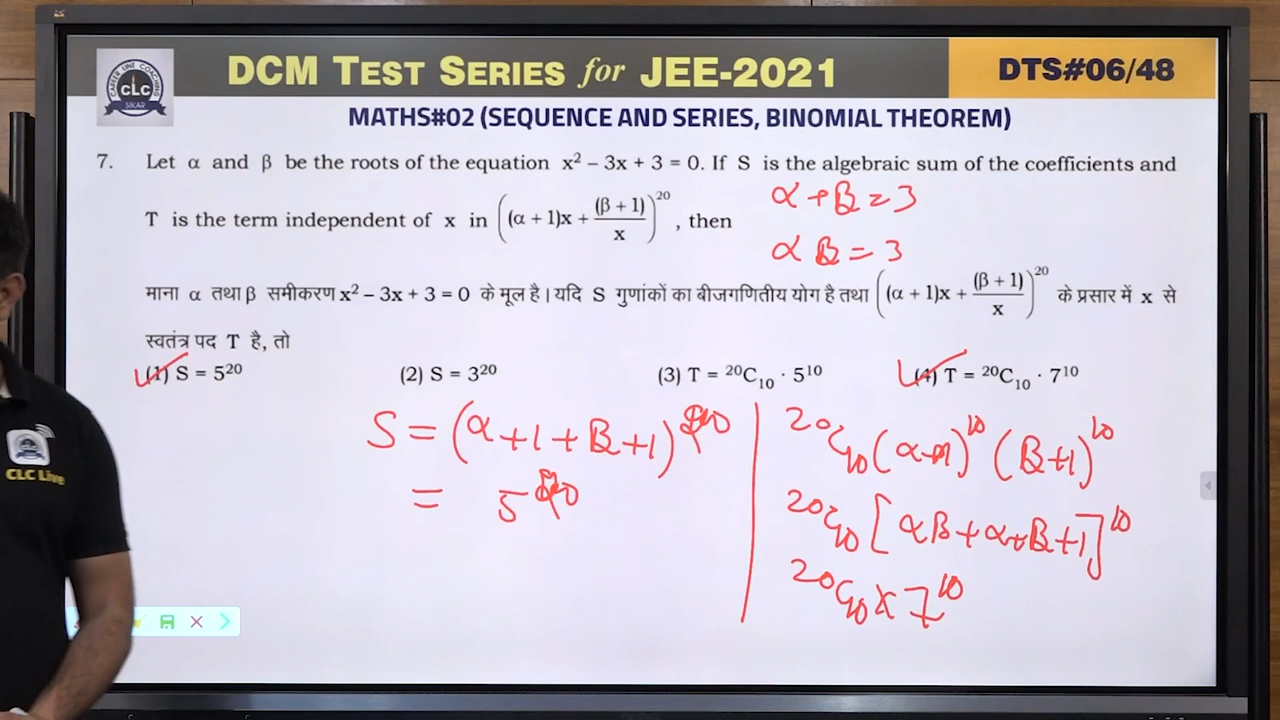 DCM TEST SERIES for JEE-2021
DTS#06/48
CAREER LINE COACHING
CLC
SIKAR
MATHS#02 (SEQUENCE AND SERIES, BINOMIAL THEOREM)
7. Let α and β be the roots of the equation x² – 3x + 3 = 0. If S is the algebraic sum of the coefficients and
T is the term independent of x in ((α + 1)x + (β + 1)/x)²⁰, then
α + β = 3
α β = 3
माना α तथा β समीकरण x² – 3x + 3 = 0 के मूल है। यदि S गुणांकों का बीजगणितीय योग है तथा ((α + 1)x + (β + 1)/x)²⁰ के प्रसार में x से
स्वतंत्र पद T है, तो
(1) S = 5²⁰ (2) S = 3²⁰ (3) T = ²⁰C₁₀ · 5¹⁰ (4) T = ²⁰C₁₀ · 7¹⁰
S = (α+1+β+1)²⁰
= 5²⁰
²⁰C₁₀ (α+1)¹⁰ (β+1)¹⁰
²⁰C₁₀ [αβ+α+β+1]¹⁰
²⁰C₁₀ × 7¹⁰
CLC Live